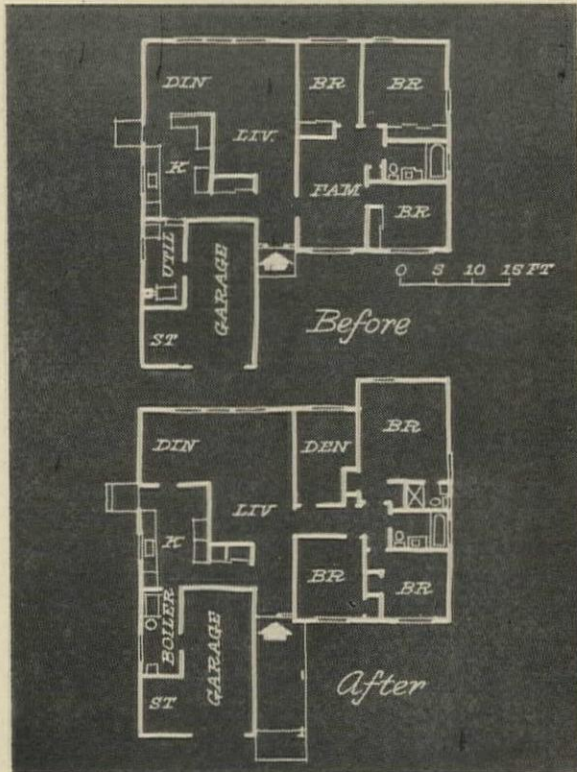 DIN
BR
BR
LIV.
K
FAM
BR
UTIL
GARAGE
ST
0 5 10 15 FT
Before
DIN
DEN
BR
LIV
K
BR
BR
BOILER
GARAGE
ST
After